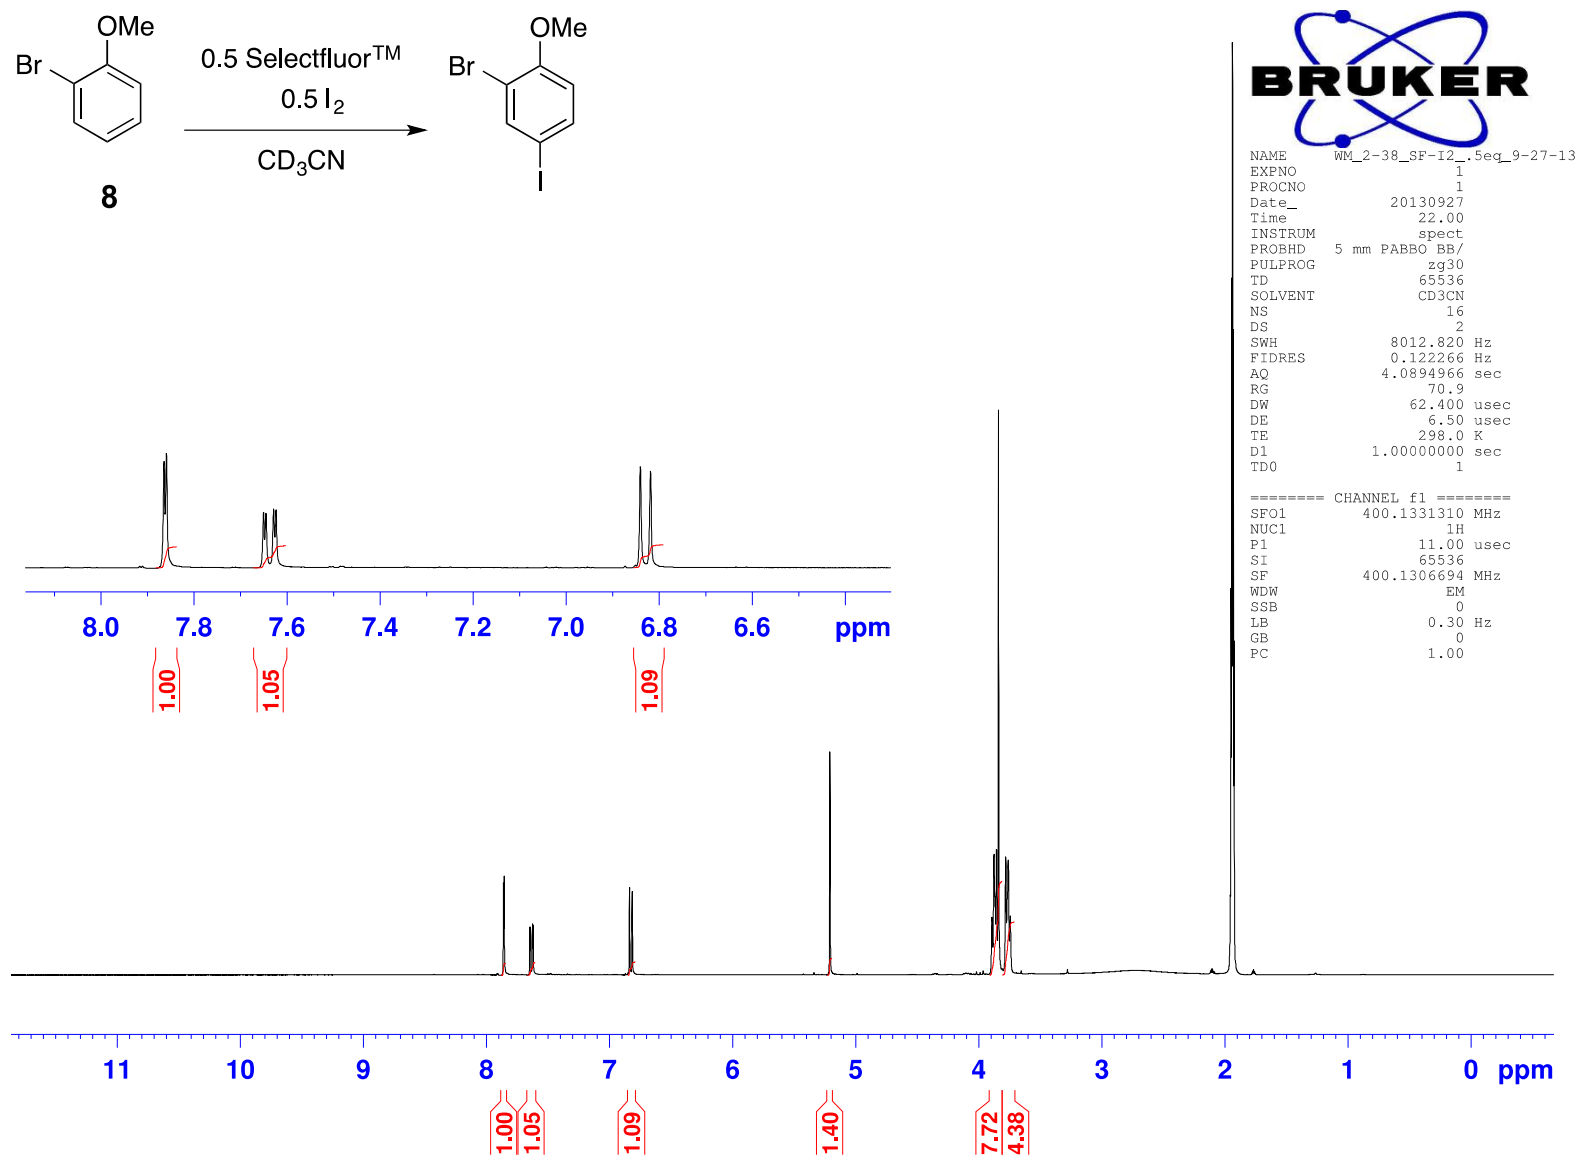 OMe
Br
8
0.5 Selectfluor™
0.5 I2
CD3CN
OMe
Br
I
BRUKER
NAME WM_2-38_SF-I2_.5eq_9-27-13
EXPNO 1
PROCNO 1
Date_ 20130927
Time 22.00
INSTRUM spect
PROBHD 5 mm PABBO BB/
PULPROG zg30
TD 65536
SOLVENT CD3CN
NS 16
DS 2
SWH 8012.820 Hz
FIDRES 0.122266 Hz
AQ 4.0894966 sec
RG 70.9
DW 62.400 usec
DE 6.50 usec
TE 298.0 K
D1 1.00000000 sec
TD0 1
======== CHANNEL f1 ========
SFO1 400.1331310 MHz
NUC1 1H
P1 11.00 usec
SI 65536
SF 400.1306694 MHz
WDW EM
SSB 0
LB 0.30 Hz
GB 0
PC 1.00
8.0 7.8 7.6 7.4 7.2 7.0 6.8 6.6 ppm
1.00 1.05 1.09
11 10 9 8 7 6 5 4 3 2 1 0 ppm
1.00 1.05 1.09 1.40 7.72 4.38